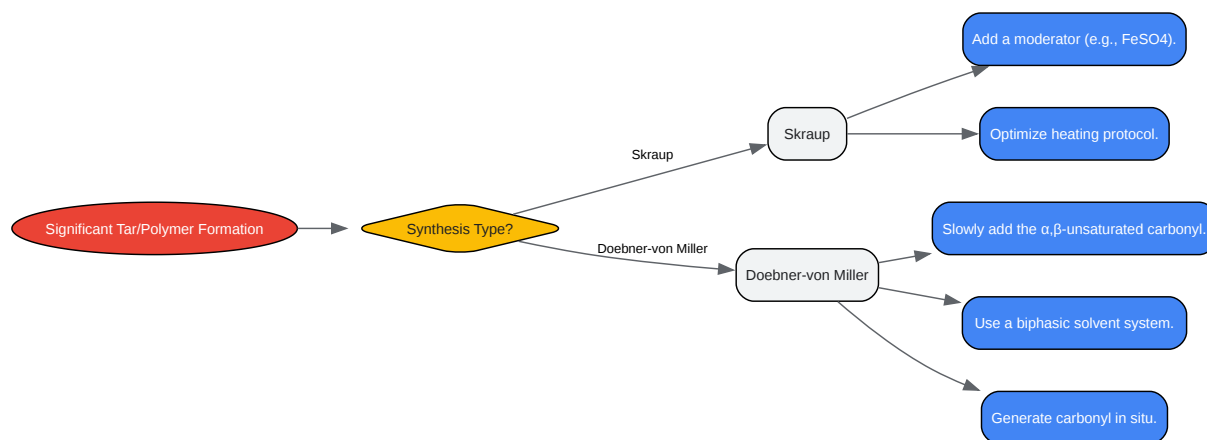 Add a moderator (e.g., FeSO4).
Skraup
Optimize heating protocol.
Skraup
Significant Tar/Polymer Formation
Synthesis Type?
Slowly add the α,β-unsaturated carbonyl.
Doebner-von Miller
Doebner-von Miller
Use a biphasic solvent system.
Generate carbonyl in situ.